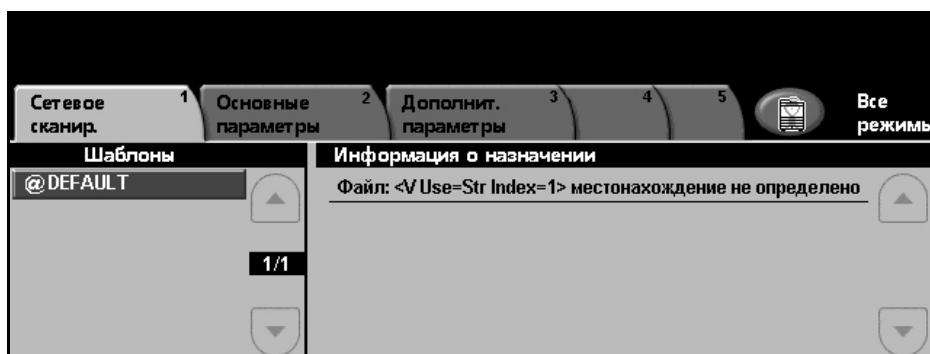 Сетевое сканир.
1
Основные параметры
2
Дополнит. параметры
3
4
5
Все режимы
Шаблоны
Информация о назначении
@DEFAULT
Файл: <V Use=Str Index=1> местонахождение не определено
1/1